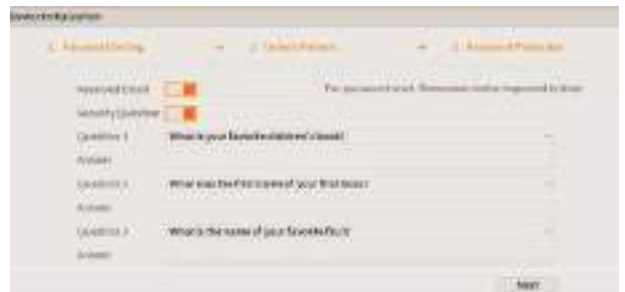 Device Initialization
1. Password Setting → 2. Unlock Pattern → 3. Password Protection
Reserved Email
Security Question
Question 1 What is your favorite children's book?
Answer
Question 2 What was the first name of your first boss?
Answer
Question 3 What is the name of your favorite fruit?
Answer
Next